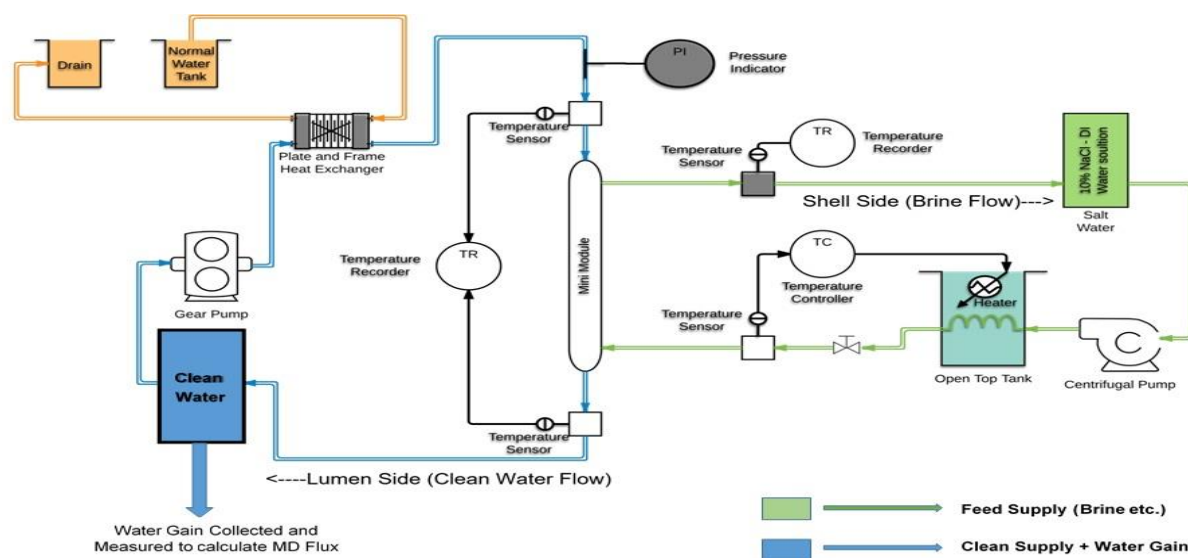 Drain
Normal
Water
Tank
PI
Pressure
Indicator
Temperature
Sensor
Plate and Frame
Heat Exchanger
TR
Temperature
Recorder
Temperature
Sensor
10% NaCl - DI
Water soultion
Salt
Water
Shell Side (Brine Flow)--->
Gear Pump
Temperature
Recorder
TR
Mini Module
TC
Temperature
Controller
Heater
Temperature
Sensor
Open Top Tank
C
Centrifugal Pump
Clean
Water
Temperature
Sensor
<----Lumen Side (Clean Water Flow)
Water Gain Collected and
Measured to calculate MD Flux
Feed Supply (Brine etc.)
Clean Supply + Water Gain